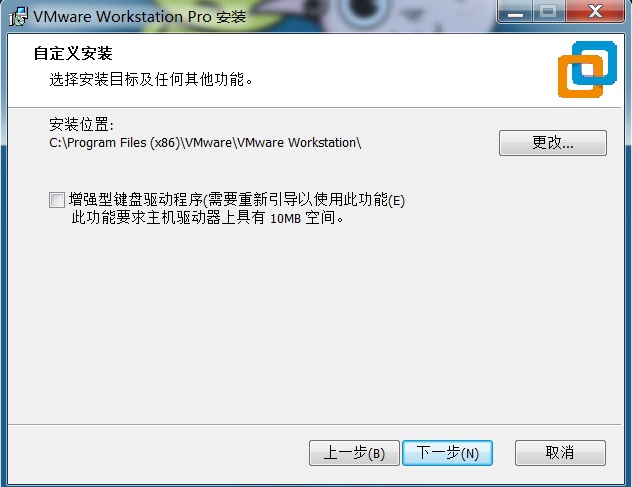 VMware Workstation Pro 安装
自定义安装
选择安装目标及任何其他功能。
安装位置:
C:\Program Files (x86)\VMware\VMware Workstation\
更改...
增强型键盘驱动程序(需要重新引导以使用此功能(E)
此功能要求主机驱动器上具有 10MB 空间。
上一步(B) 下一步(N) 取消